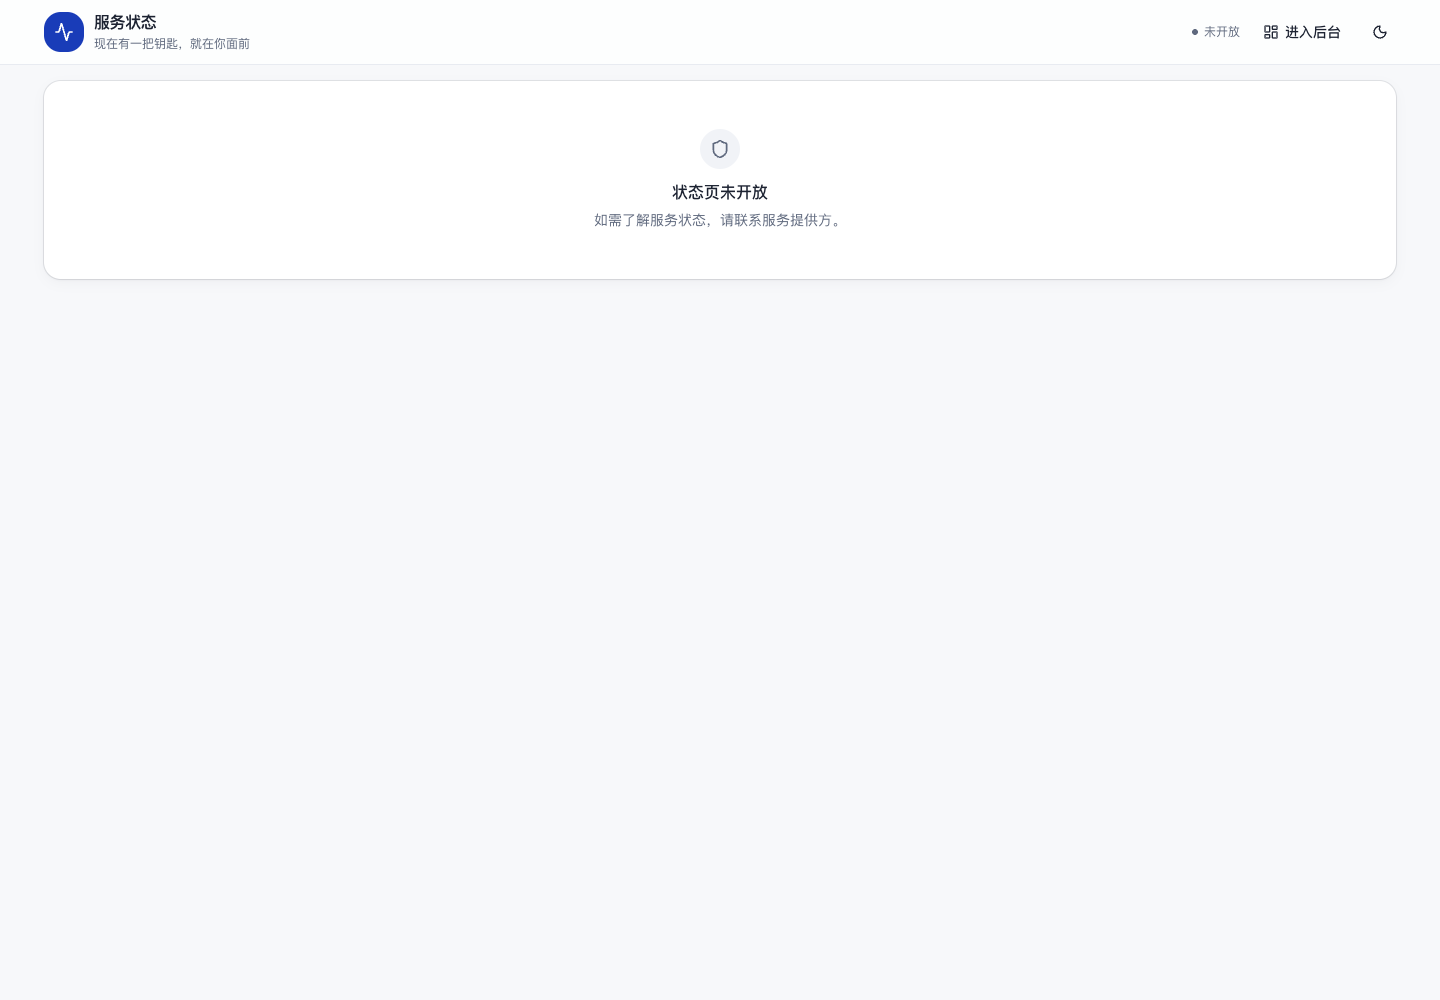 服务状态
现在有一把钥匙，就在你面前
未开放
进入后台
状态页未开放
如需了解服务状态，请联系服务提供方。